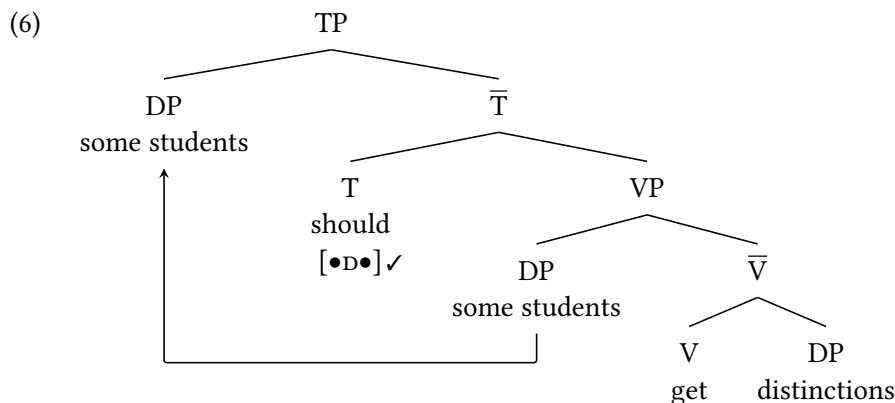 (6)
TP
DP
some students
T̅
T
should
[•D•]✓
VP
DP
some students
V̅
V
get
DP
distinctions